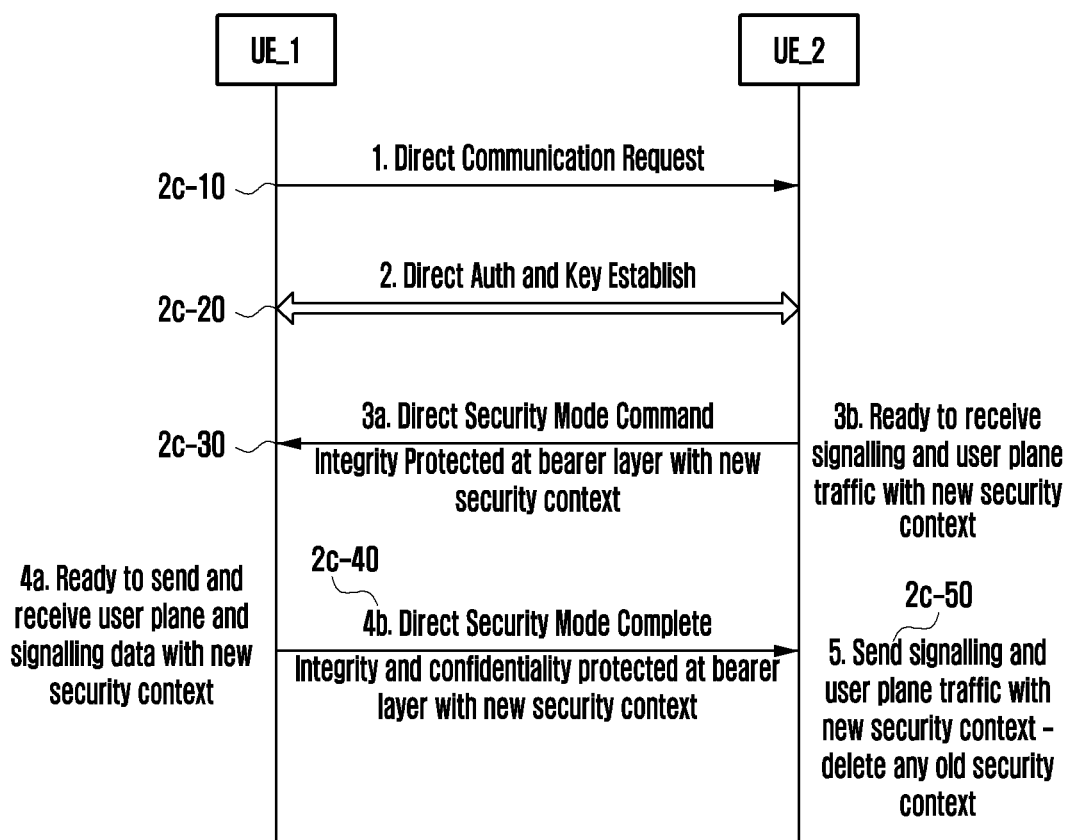 UE_1
UE_2
1. Direct Communication Request
2c-10
2. Direct Auth and Key Establish
2c-20
3a. Direct Security Mode Command
2c-30
Integrity Protected at bearer layer with new
security context
3b. Ready to receive
signalling and user plane
traffic with new security
context
2c-40
4a. Ready to send and
receive user plane and
signalling data with new
security context
4b. Direct Security Mode Complete
Integrity and confidentiality protected at bearer
layer with new security context
2c-50
5. Send signalling and
user plane traffic with
new security context –
delete any old security
context